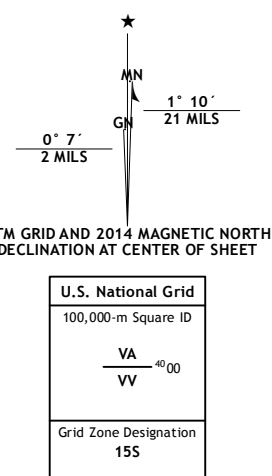 ★
MN
GN
1° 10´
21 MILS
0° 7´
2 MILS
TM GRID AND 2014 MAGNETIC NORTH
DECLINATION AT CENTER OF SHEET
U.S. National Grid
100,000-m Square ID
VA
4000
VV
Grid Zone Designation
15S